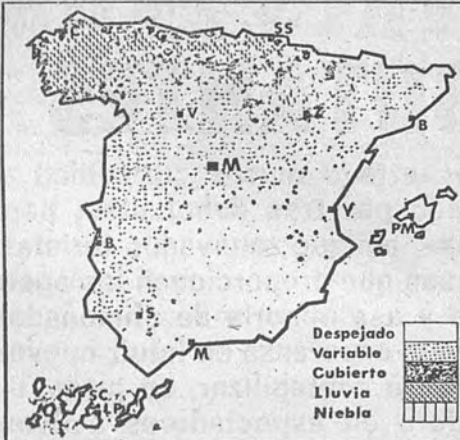 C
G
SS
V
Z
B
M
V
PM
B
S
M
SC
LP
Despejado
Variable
Cubierto
Lluvia
Niebla